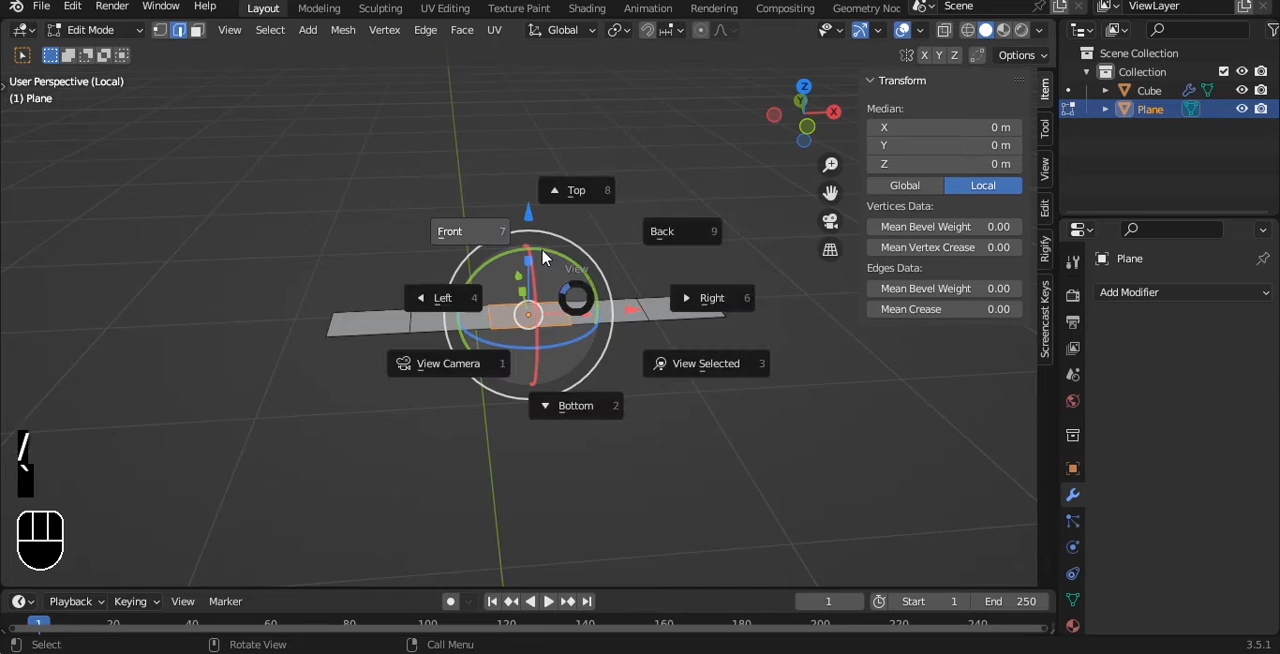 File Edit Render Window Help Layout Modeling Sculpting UV Editing Texture Paint Shading Animation Rendering Compositing Geometry Noc Scene ViewLayer
Edit Mode View Select Add Mesh Vertex Edge Face UV Global
X Y Z Options
User Perspective (Local)
(1) Plane
Transform
Median:
X 0 m
Y 0 m
Z 0 m
Global Local
Vertices Data:
Mean Bevel Weight 0.00
Mean Vertex Crease 0.00
Edges Data:
Mean Bevel Weight 0.00
Mean Crease 0.00
Item
Tool
View
Edit
Rigify
Screencast Keys
Z
Y
X
Top 8
Front 7
Back 9
View
Left 4
Right 6
View Camera 1
View Selected 3
Bottom 2
/
`
Scene Collection
Collection
Cube
Plane
Plane
Add Modifier
Playback Keying View Marker 1 Start 1 End 250
1 20 40 60 80 100 120 140 160 180 200 220 240
Select Rotate View Call Menu 3.5.1